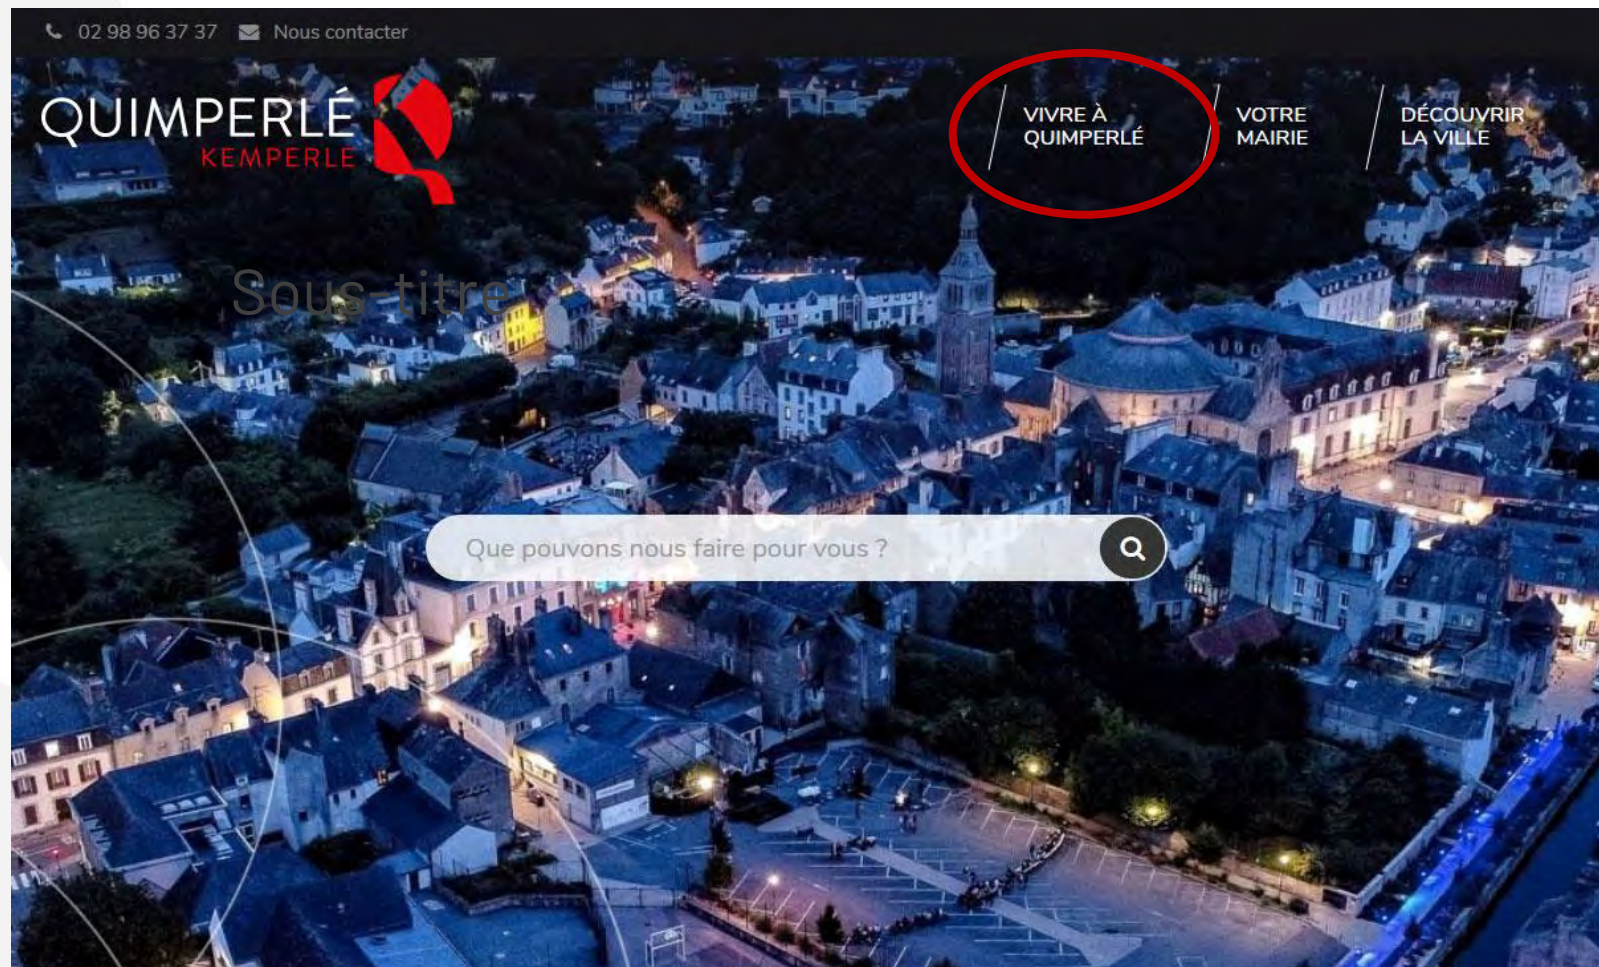 02 98 96 37 37 Nous contacter
QUIMPERLÉ
KEMPERLE
VIVRE À
QUIMPERLÉ
VOTRE
MAIRIE
DÉCOUVRIR
LA VILLE
Sous-titre
Que pouvons nous faire pour vous ?